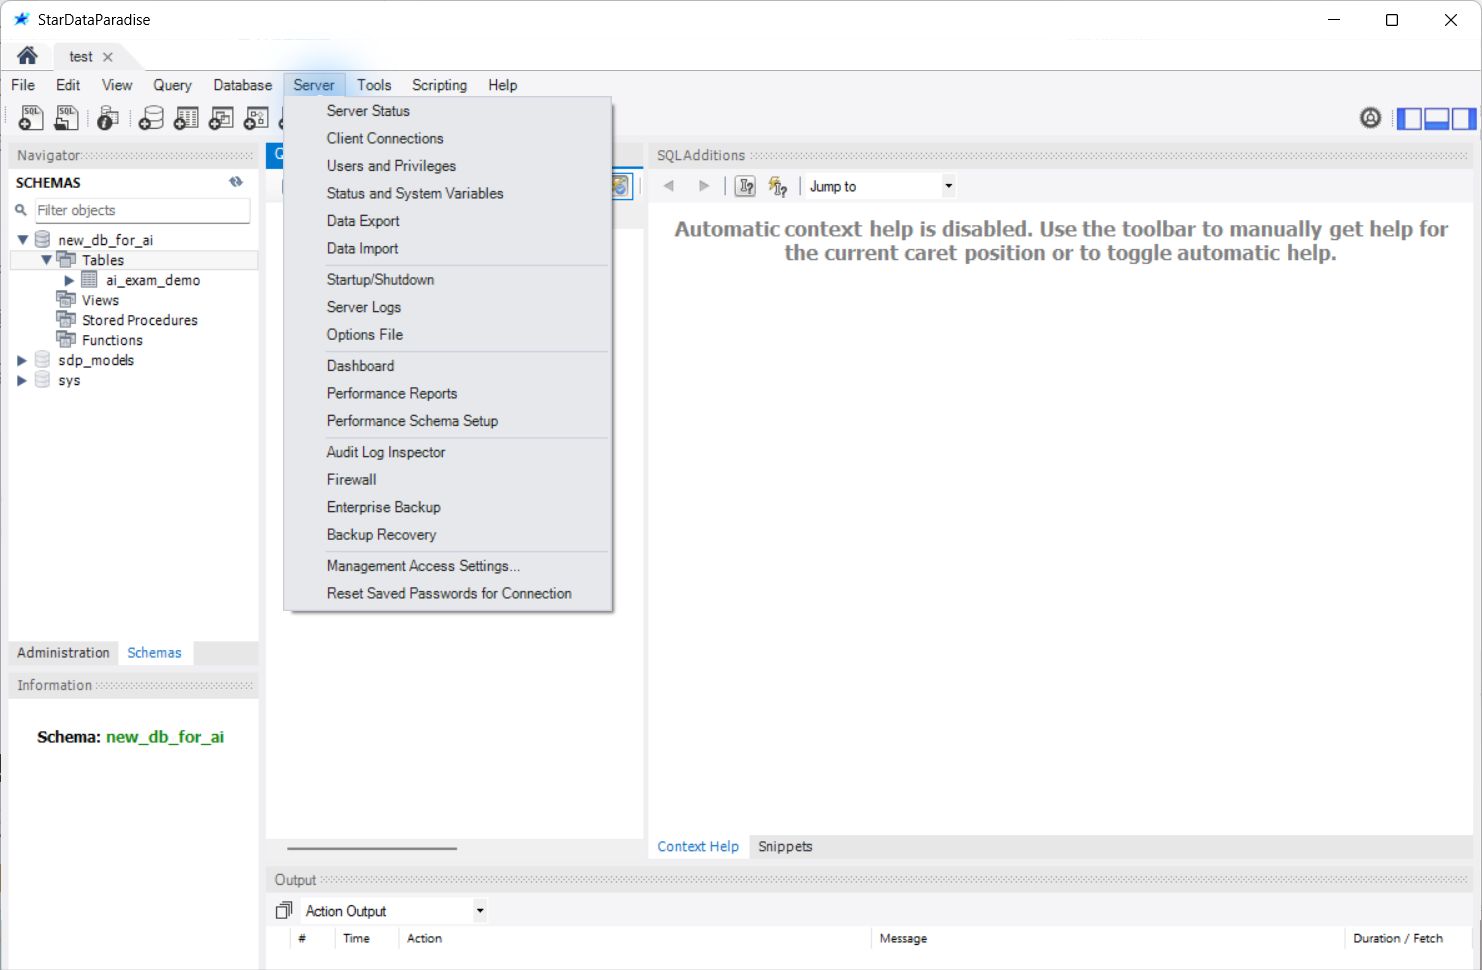 StarDataParadise
test
File Edit View Query Database Server Tools Scripting Help
SQL SQL
Server Status
Client Connections
Users and Privileges
Status and System Variables
Data Export
Data Import
Startup/Shutdown
Server Logs
Options File
Dashboard
Performance Reports
Performance Schema Setup
Audit Log Inspector
Firewall
Enterprise Backup
Backup Recovery
Management Access Settings...
Reset Saved Passwords for Connection
Navigator
SCHEMAS
Filter objects
new_db_for_ai
Tables
ai_exam_demo
Views
Stored Procedures
Functions
sdp_models
sys
Administration Schemas
Information
Schema: new_db_for_ai
SQLAdditions
Jump to
Automatic context help is disabled. Use the toolbar to manually get help for
the current caret position or to toggle automatic help.
Context Help Snippets
Output
Action Output
# Time Action Message Duration / Fetch